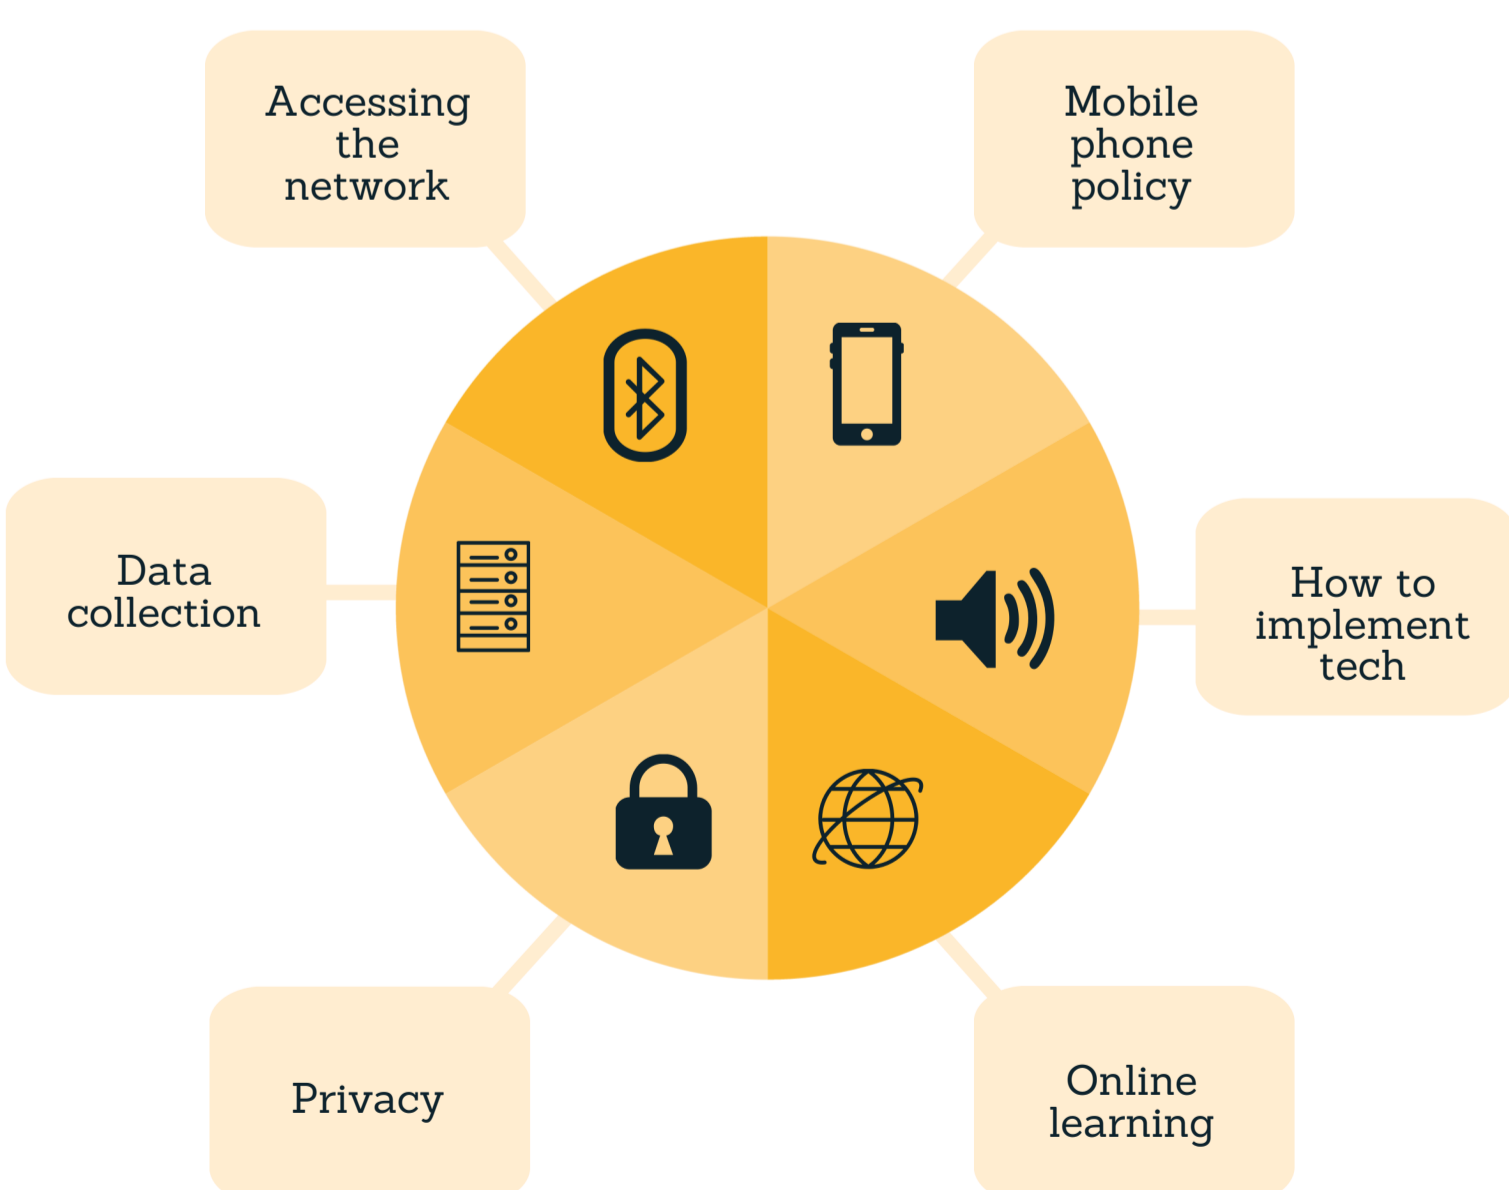 Accessing
the
network
Mobile
phone
policy
Data
collection
How to
implement
tech
Privacy
Online
learning